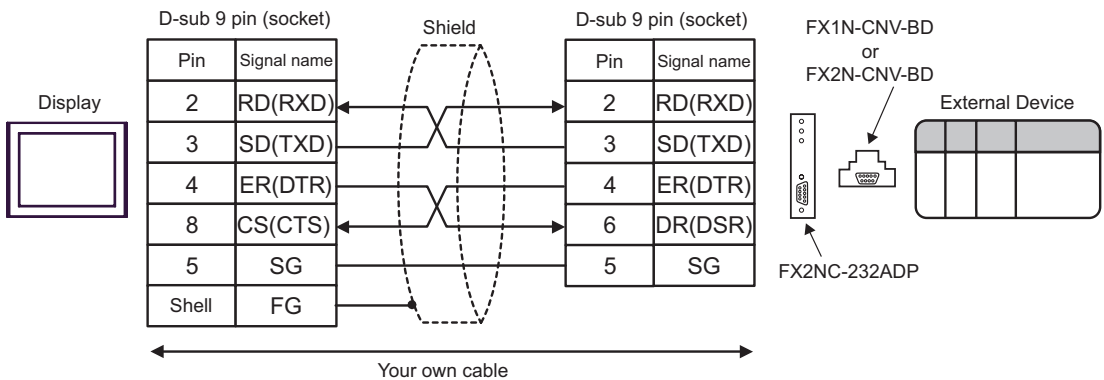 D-sub 9 pin (socket)
Shield
D-sub 9 pin (socket)
FX1N-CNV-BD
or
FX2N-CNV-BD
Display
External Device
Pin Signal name
2 RD(RXD)
3 SD(TXD)
4 ER(DTR)
8 CS(CTS)
5 SG
Shell FG
Pin Signal name
2 RD(RXD)
3 SD(TXD)
4 ER(DTR)
6 DR(DSR)
5 SG
FX2NC-232ADP
Your own cable